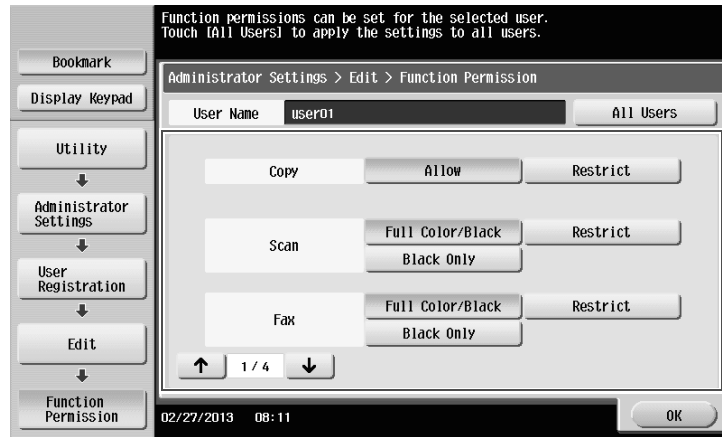 Function permissions can be set for the selected user.
Touch [All Users] to apply the settings to all users.
Bookmark
Display Keypad
Utility
Administrator
Settings
User
Registration
Edit
Function
Permission
Administrator Settings > Edit > Function Permission
User Name user01 All Users
Copy Allow Restrict
Scan Full Color/Black Restrict
Black Only
Fax Full Color/Black Restrict
Black Only
↑ 1/4 ↓
02/27/2013 08:11 OK